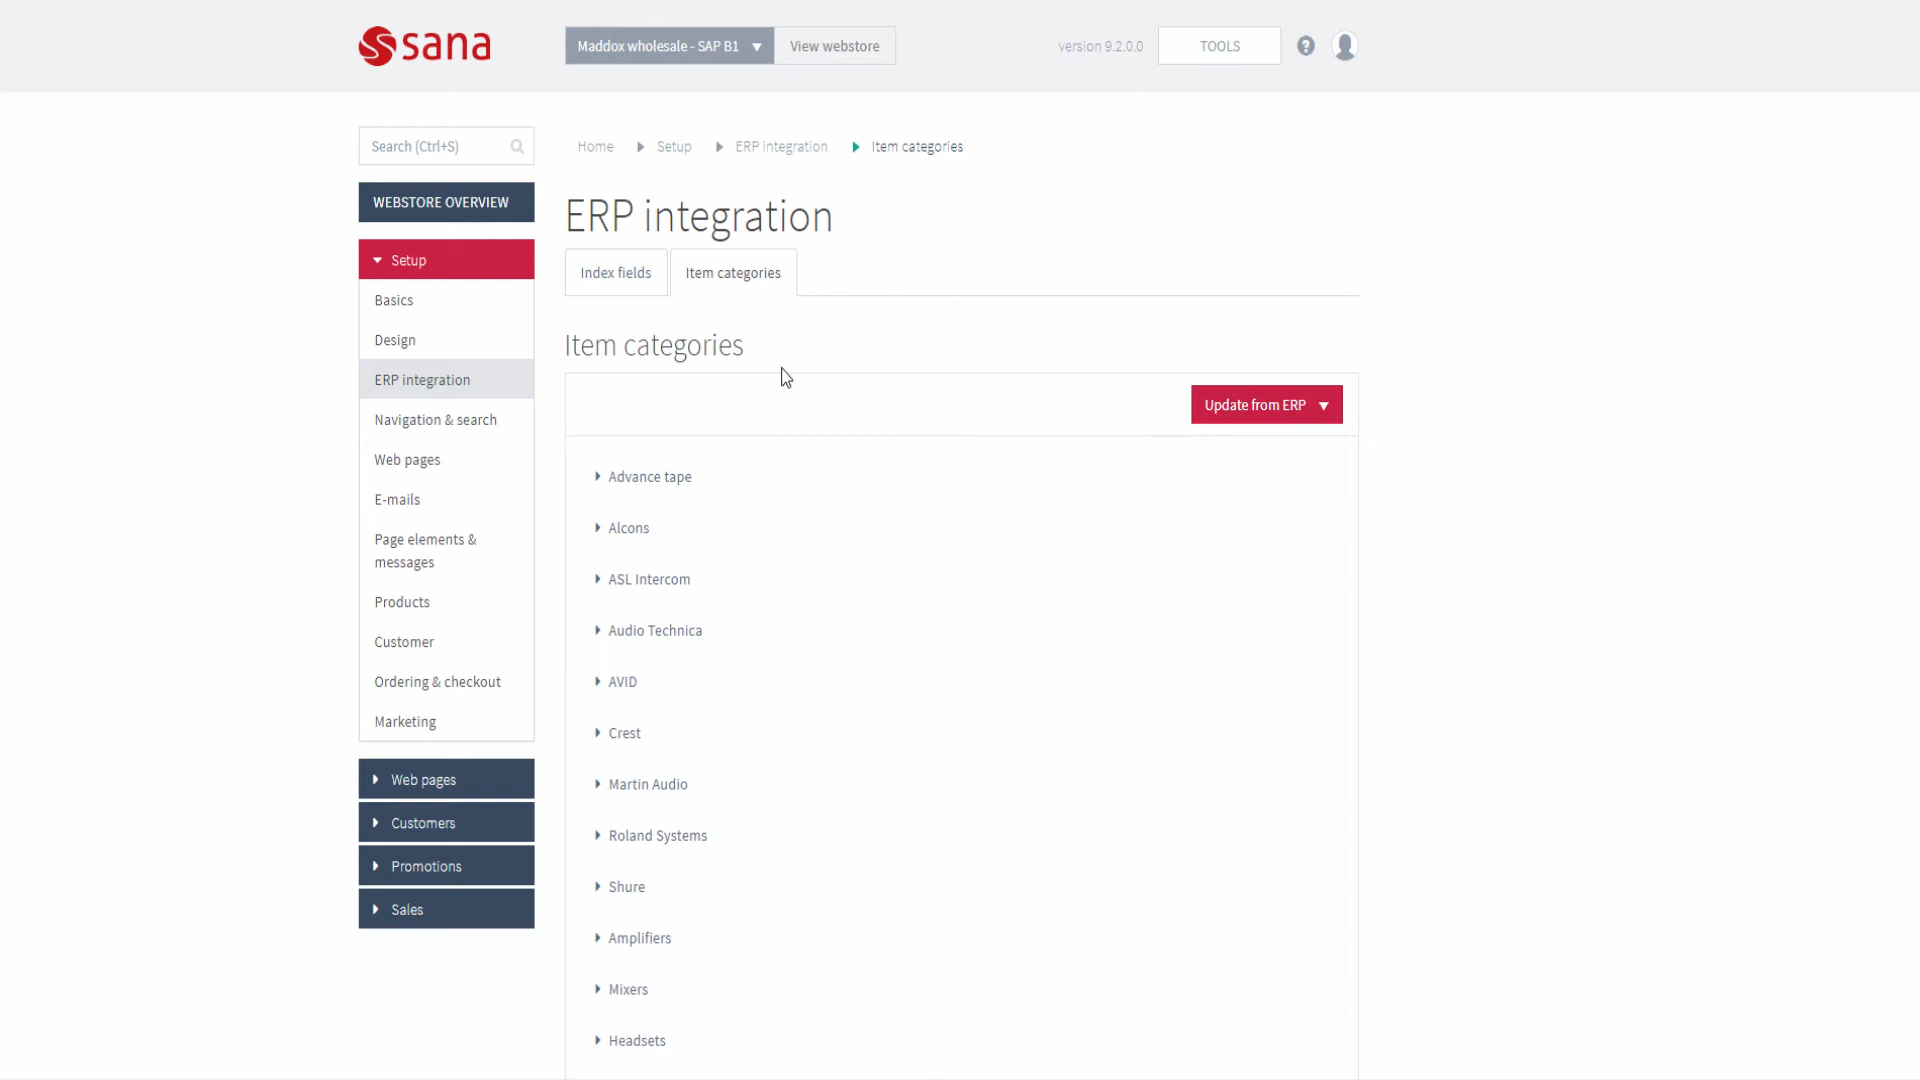 sana
Maddox wholesale - SAP B1
View webstore
version 9.2.0.0
TOOLS
?
Search (Ctrl+S)
Home
Setup
ERP integration
Item categories
WEBSTORE OVERVIEW
Setup
Basics
Design
ERP integration
Navigation & search
Web pages
E-mails
Page elements &
messages
Products
Customer
Ordering & checkout
Marketing
Web pages
Customers
Promotions
Sales
ERP integration
Index fields
Item categories
Item categories
Update from ERP
Advance tape
Alcons
ASL Intercom
Audio Technica
AVID
Crest
Martin Audio
Roland Systems
Shure
Amplifiers
Mixers
Headsets